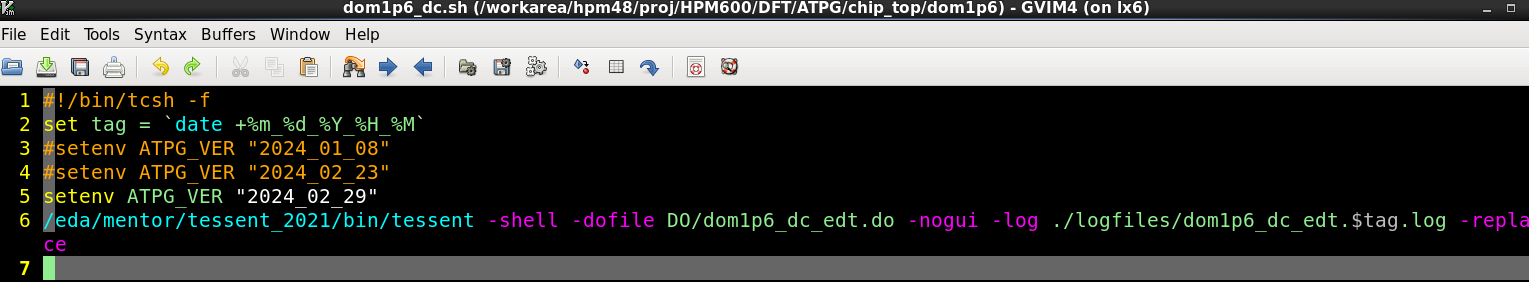 dom1p6_dc.sh (/workarea/hpm48/proj/HPM600/DFT/ATPG/chip_top/dom1p6) - GVIM4 (on lx6)
File Edit Tools Syntax Buffers Window Help
1 #!/bin/tcsh -f
2 set tag = `date +%m_%d_%Y_%H_%M`
3 #setenv ATPG_VER "2024_01_08"
4 #setenv ATPG_VER "2024_02_23"
5 setenv ATPG_VER "2024_02_29"
6 /eda/mentor/tessent_2021/bin/tessent -shell -dofile DO/dom1p6_dc_edt.do -nogui -log ./logfiles/dom1p6_dc_edt.$tag.log -repla
ce
7